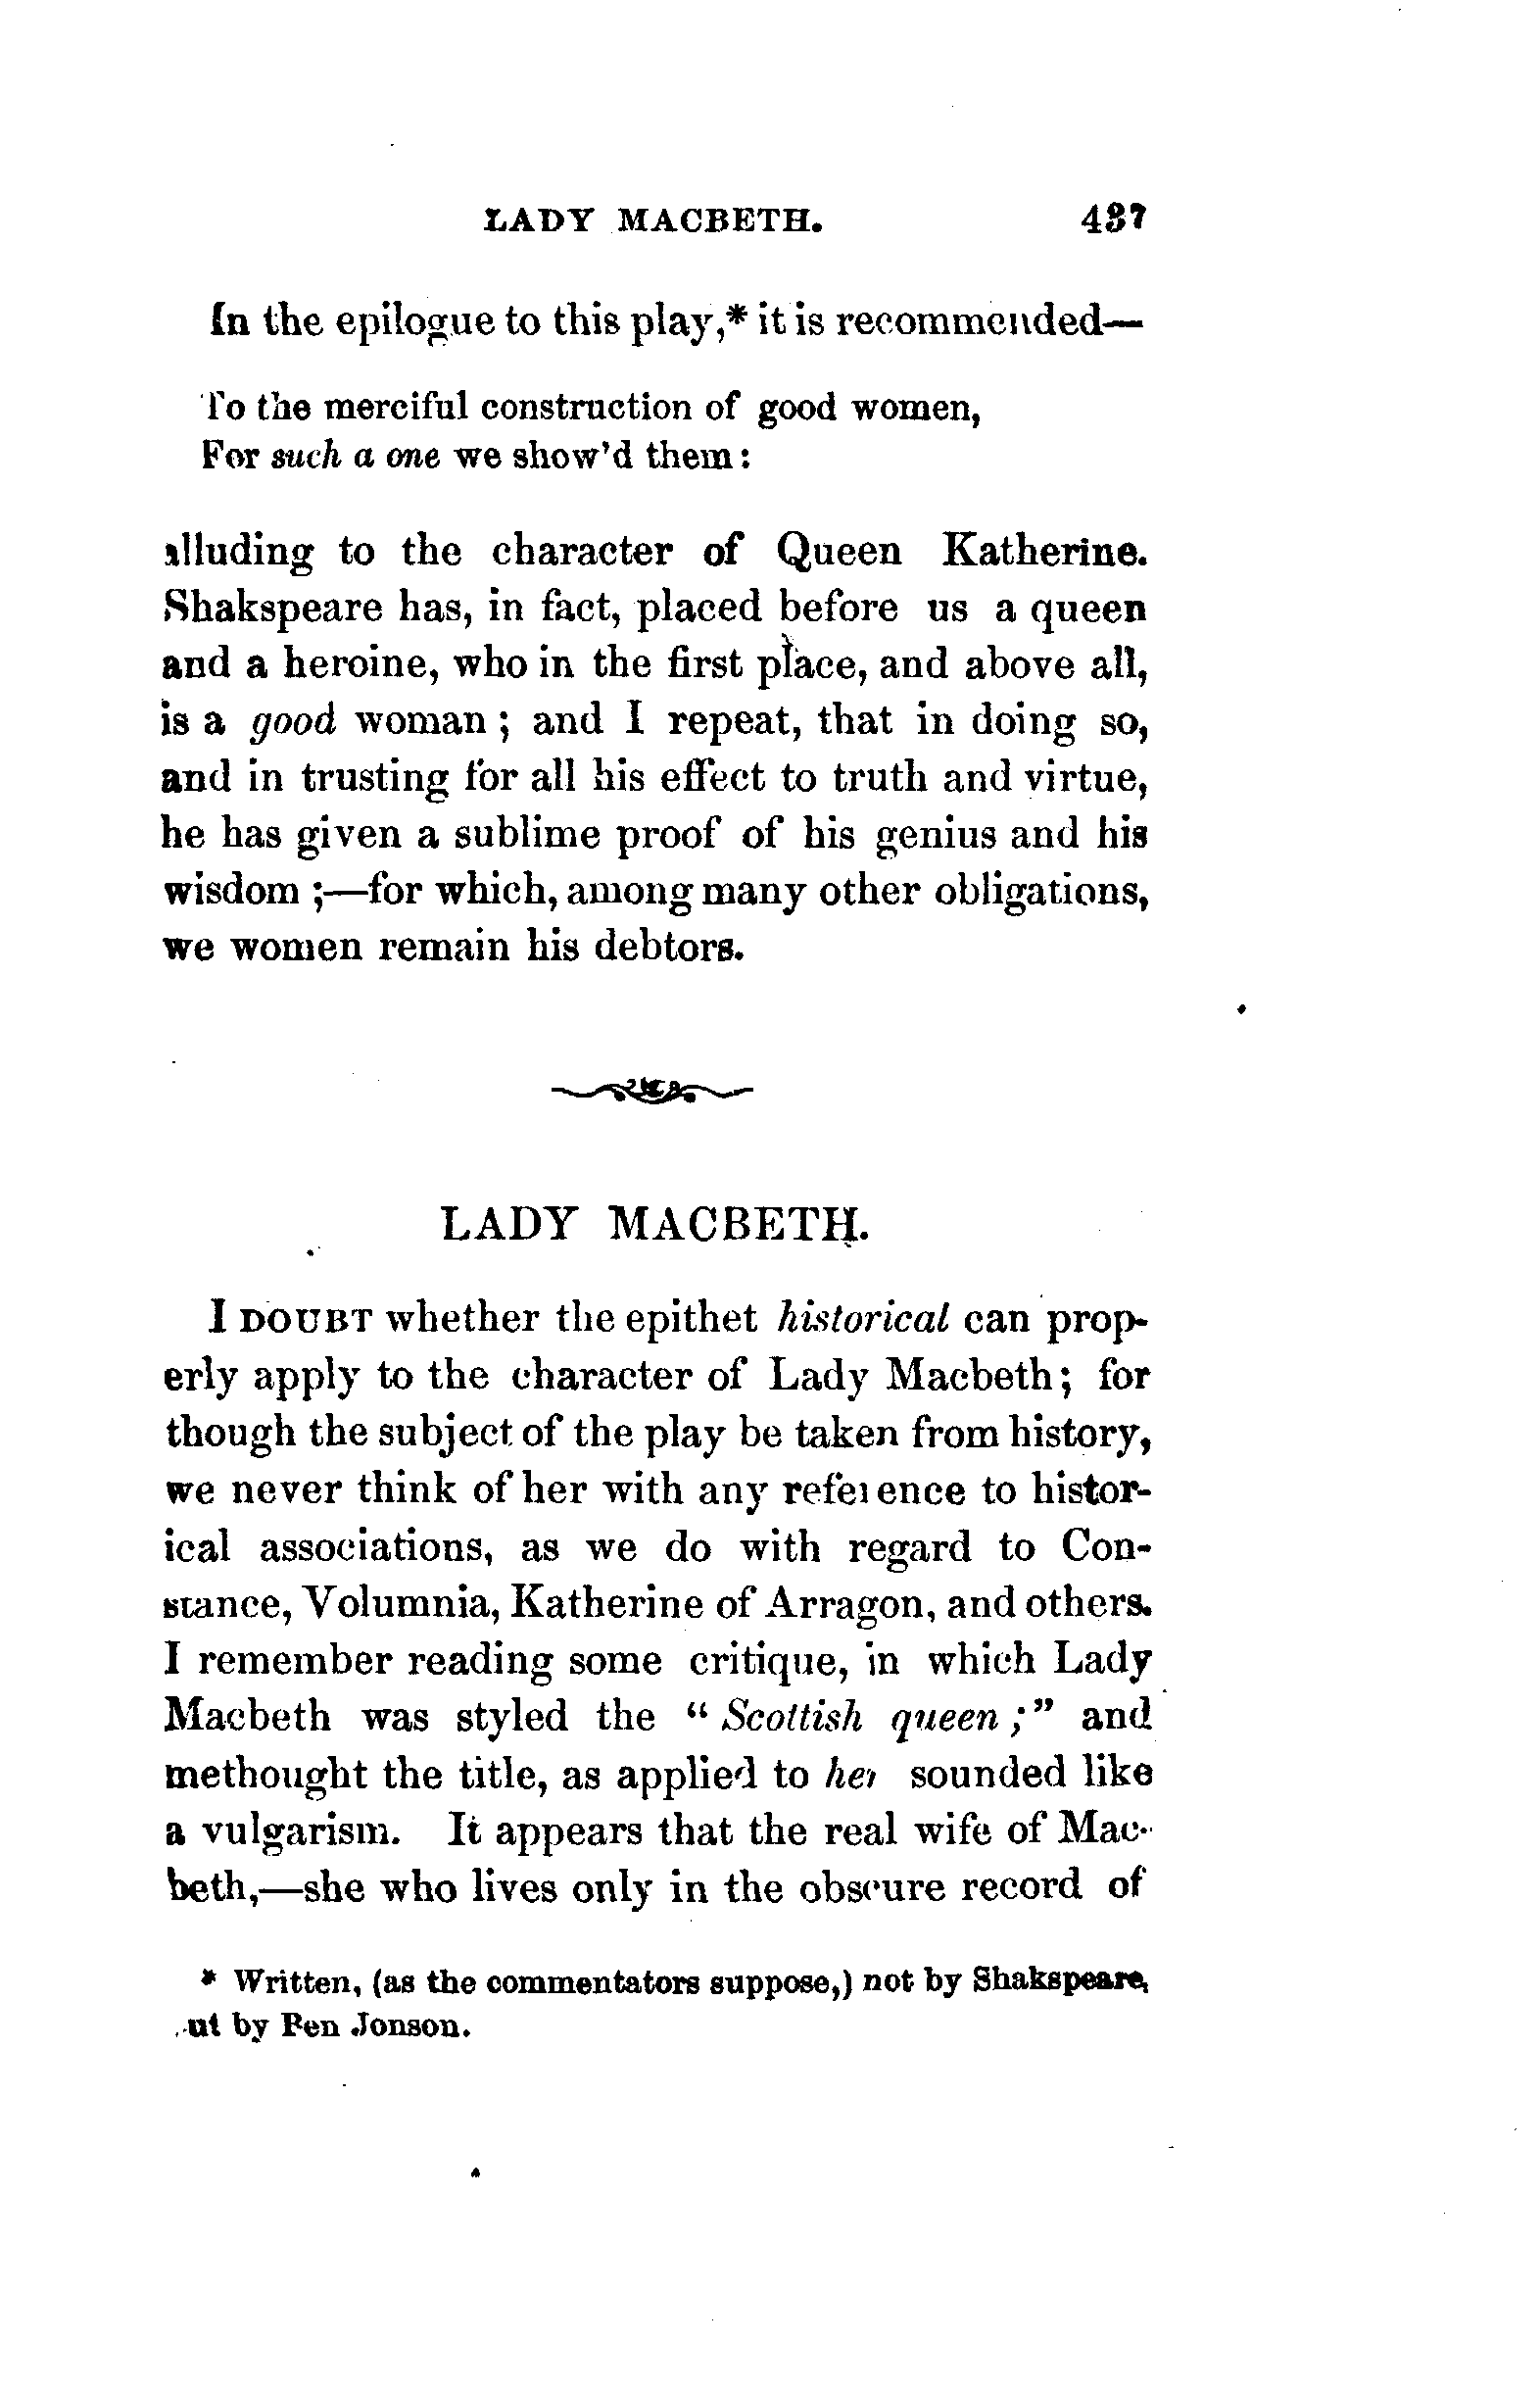 LADY MACBETH. 437
In the epilogue to this play,* it is recommended—
To the merciful construction of good women,
For such a one we show'd them:
alluding to the character of Queen Katherine.
Shakspeare has, in fact, placed before us a queen
and a heroine, who in the first place, and above all,
is a good woman; and I repeat, that in doing so,
and in trusting for all his effect to truth and virtue,
he has given a sublime proof of his genius and his
wisdom;—for which, among many other obligations,
we women remain his debtors.
LADY MACBETH.
I DOUBT whether the epithet historical can prop-
erly apply to the character of Lady Macbeth; for
though the subject of the play be taken from history,
we never think of her with any reference to histor-
ical associations, as we do with regard to Con-
stance, Volumnia, Katherine of Arragon, and others.
I remember reading some critique, in which Lady
Macbeth was styled the "Scottish queen;" and
methought the title, as applied to her sounded like
a vulgarism. It appears that the real wife of Mac-
beth,—she who lives only in the obscure record of
* Written, (as the commentators suppose,) not by Shakspeare,
but by Ben Jonson.